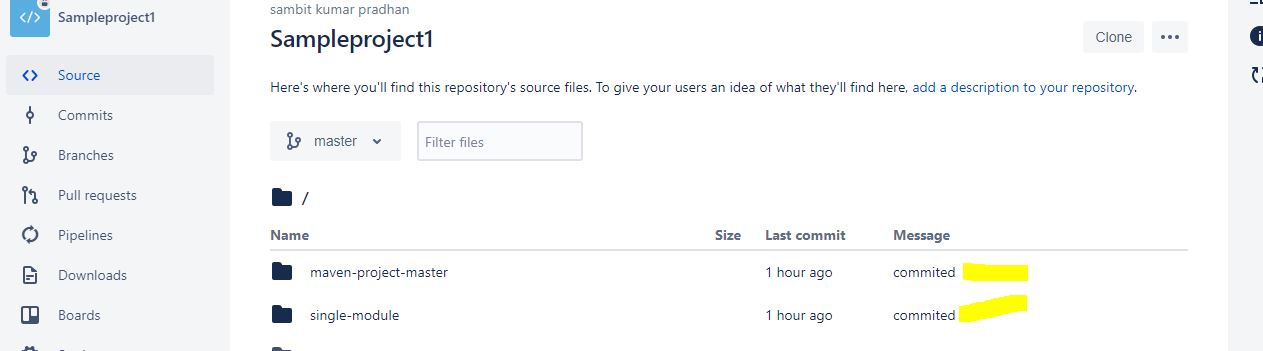 Sampleproject1
Source
Commits
Branches
Pull requests
Pipelines
Downloads
Boards
sambit kumar pradhan
Sampleproject1
Clone
Here's where you'll find this repository's source files. To give your users an idea of what they'll find here, add a description to your repository.
master
Filter files
/
Name Size Last commit Message
maven-project-master 1 hour ago commited
single-module 1 hour ago commited